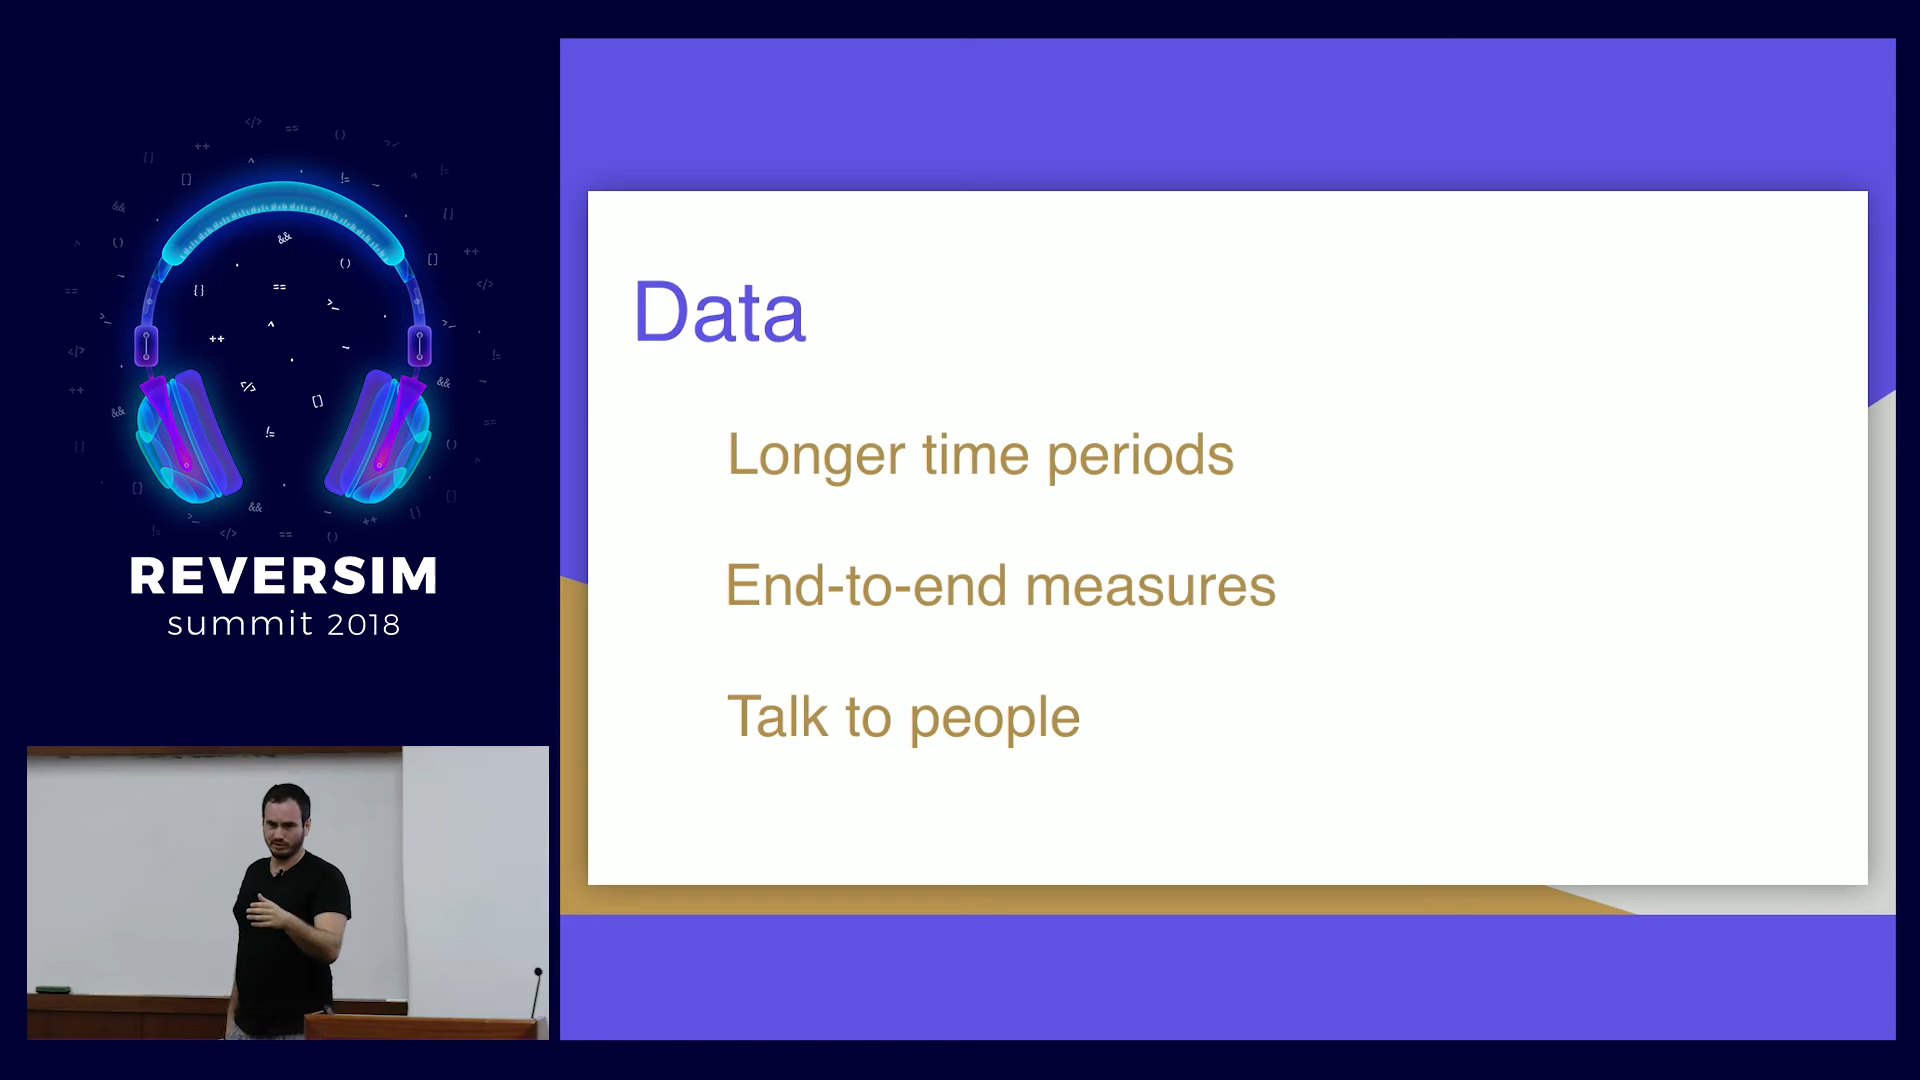 REVERSIM
summit 2018
Data
Longer time periods
End-to-end measures
Talk to people